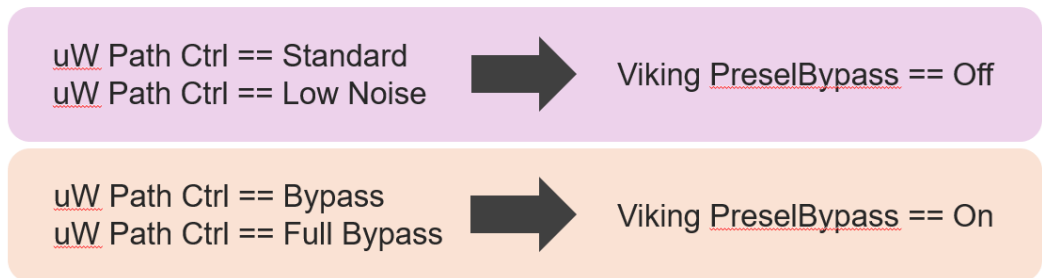 uW Path Ctrl == Standard
uW Path Ctrl == Low Noise
Viking PreselBypass == Off
uW Path Ctrl == Bypass
uW Path Ctrl == Full Bypass
Viking PreselBypass == On